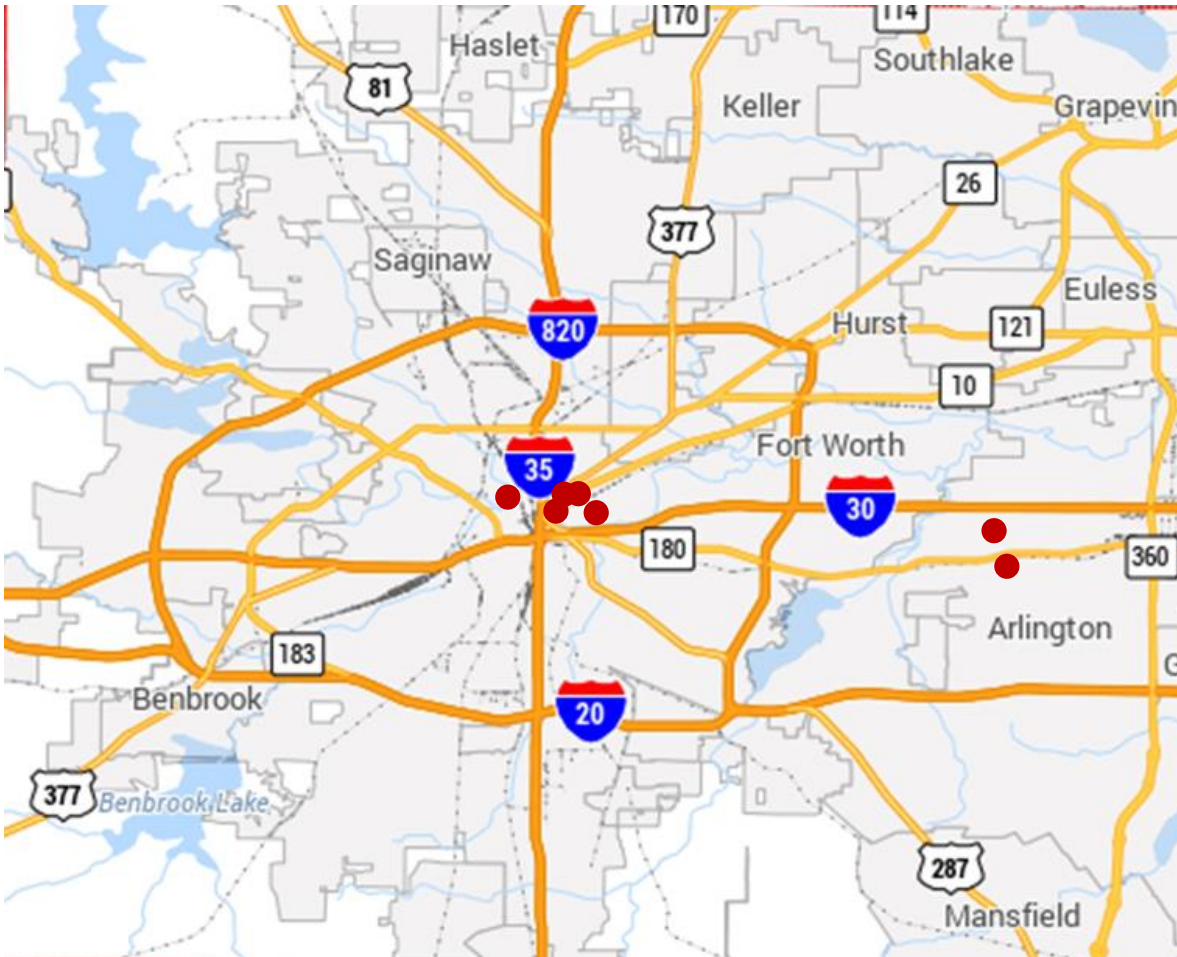 170
114
Haslet
Southlake
81
Keller
Grapevin
26
377
Saginaw
Euless
820
Hurst
121
10
Fort Worth
35
30
180
360
Arlington
183
G
Benbrook
20
377
Benbrook Lake
287
Mansfield